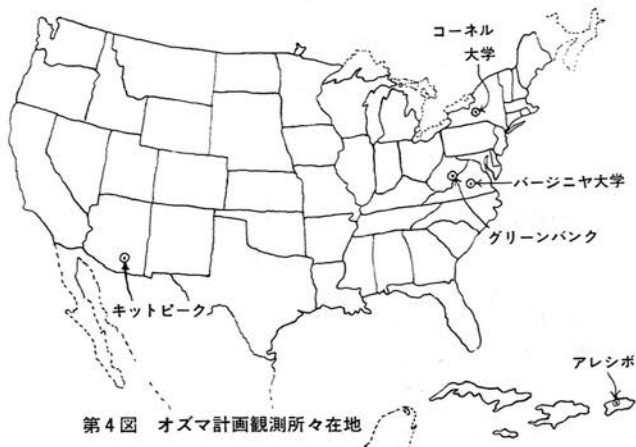 コーネル
大学
バージニヤ大学
グリーンバンク
キットピーク
アレシボ
第4図 オズマ計画観測所々在地